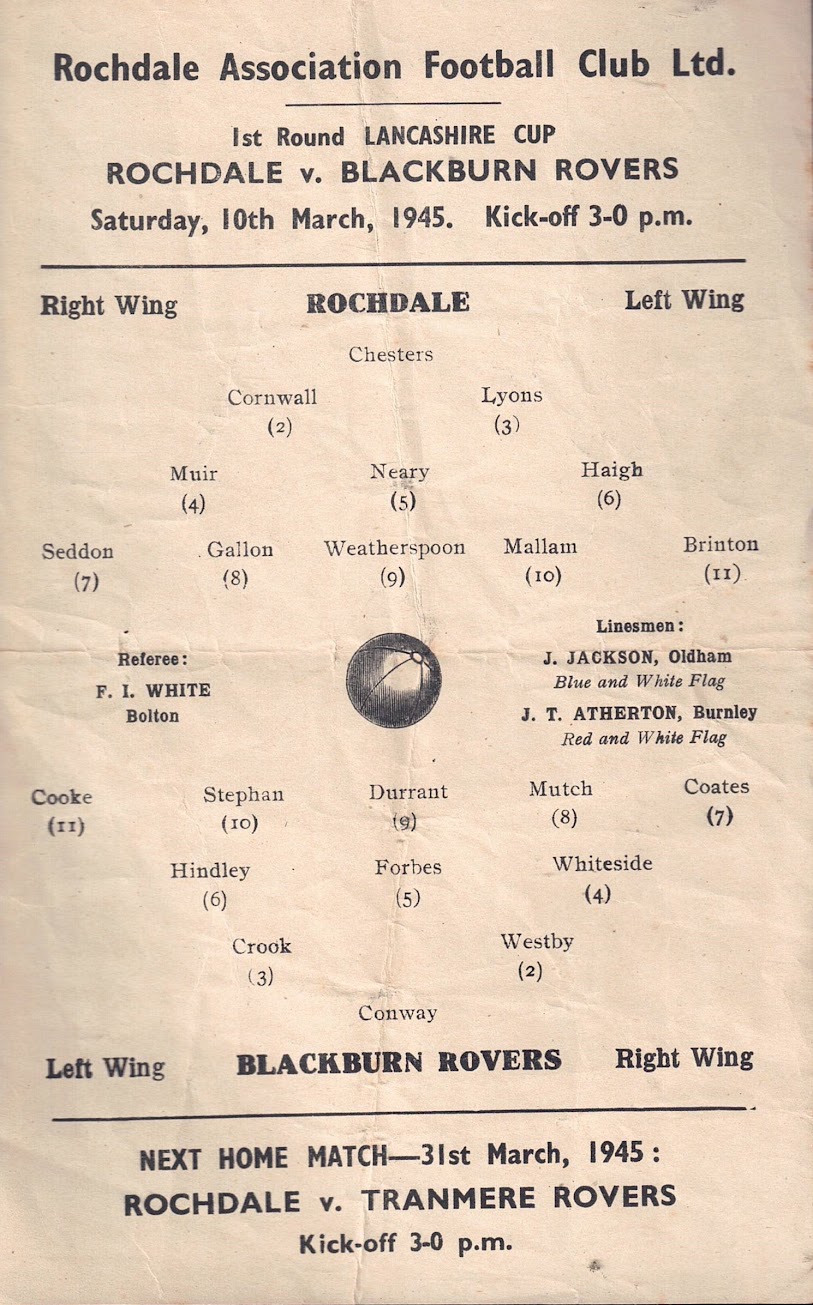 Rochdale Association Football Club Ltd.
1st Round LANCASHIRE CUP
ROCHDALE v. BLACKBURN ROVERS
Saturday, 10th March, 1945. Kick-off 3-0 p.m.
Right Wing ROCHDALE Left Wing
Chesters
Cornwall Lyons
(2) (3)
Muir Neary Haigh
(4) (5) (6)
Seddon Gallon Weatherspoon Mallam Brinton
(7) (8) (9) (10) (11)
Referee:
F. I. WHITE
Bolton
Linesmen:
J. JACKSON, Oldham
Blue and White Flag
J. T. ATHERTON, Burnley
Red and White Flag
Cooke Stephan Durrant Mutch Coates
(11) (10) (9) (8) (7)
Hindley Forbes Whiteside
(6) (5) (4)
Crook Westby
(3) (2)
Conway
Left Wing BLACKBURN ROVERS Right Wing
NEXT HOME MATCH—31st March, 1945:
ROCHDALE v. TRANMERE ROVERS
Kick-off 3-0 p.m.